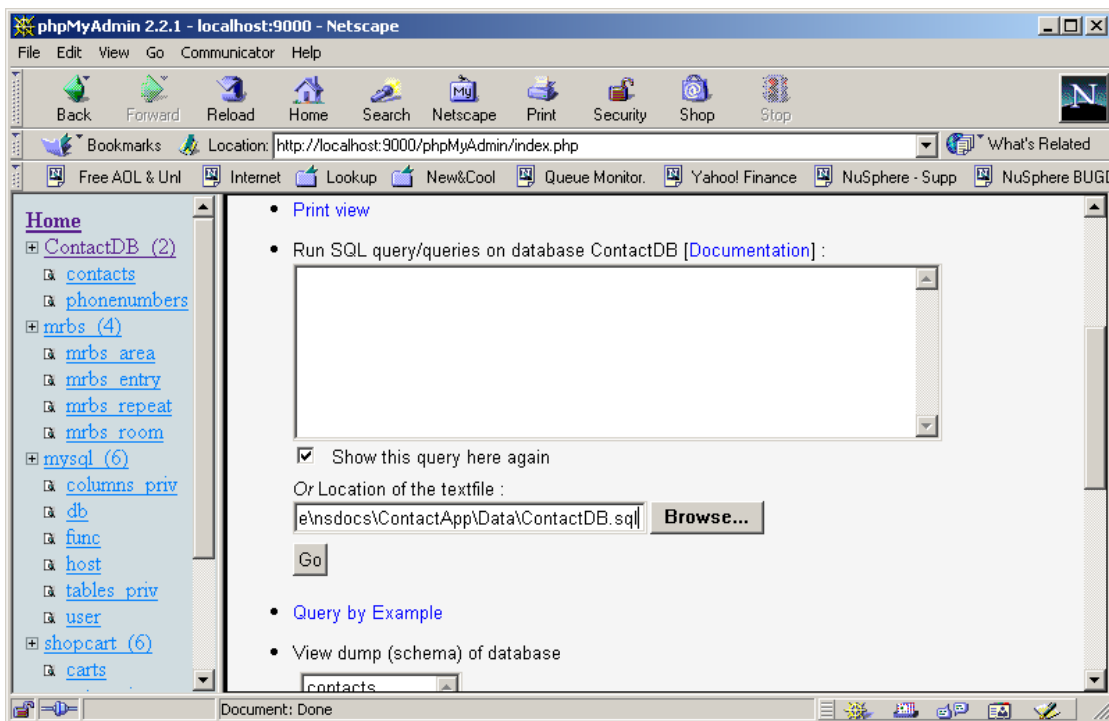 phpMyAdmin 2.2.1 - localhost:9000 - Netscape
File Edit View Go Communicator Help
My
Back Forward Reload Home Search Netscape Print Security Shop Stop
N
Bookmarks Location: http://localhost:9000/phpMyAdmin/index.php What's Related
Free AOL & Unl Internet Lookup New&Cool Queue Monitor. Yahoo! Finance NuSphere - Supp NuSphere BUG
Home
ContactDB (2)
contacts
phonenumbers
mrbs (4)
mrbs_area
mrbs_entry
mrbs_repeat
mrbs_room
mysql (6)
columns_priv
db
func
host
tables_priv
user
shopcart (6)
carts
Print view
Run SQL query/queries on database ContactDB [Documentation] :
Show this query here again
Or Location of the textfile :
e\nsdocs\ContactApp\Data\ContactDB.sql Browse...
Go
Query by Example
View dump (schema) of database
contacts
Document: Done